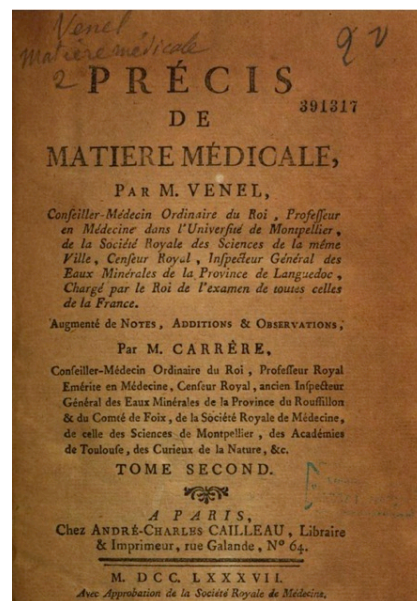 Venel
matière médicale
2
PRÉCIS
391317
DE
MATIERE MÉDICALE,
PAR M. VENEL,
Conſeiller-Médecin Ordinaire du Roi, Profeſſeur
en Médecine dans l'Univerſité de Montpellier,
de la Société Royale des Sciences de la même
Ville, Cenſeur Royal, Inſpecteur Général des
Eaux Minérales de la Province de Languedoc,
Chargé par le Roi de l'examen de toutes celles
de la France.
Augmenté de NOTES, ADDITIONS & OBSERVATIONS,
Par M. CARRÈRE,
Conſeiller-Médecin Ordinaire du Roi, Profeſſeur Royal
Emérite en Médecine, Cenſeur Royal, ancien Inſpecteur
Général des Eaux Minérales de la Province du Rouſſillon
& du Comté de Foix, de la Société Royale de Médecine,
de celle des Sciences de Montpellier, des Académies
de Toulouſe, des Curieux de la Nature, &c.
TOME SECOND.
A PARIS,
Chez ANDRÉ-CHARLES CAILLEAU, Libraire
& Imprimeur, rue Galande, Nº 64.
M. DCC. LXXXVII.
Avec Approbation de la Société Royale de Médecine.